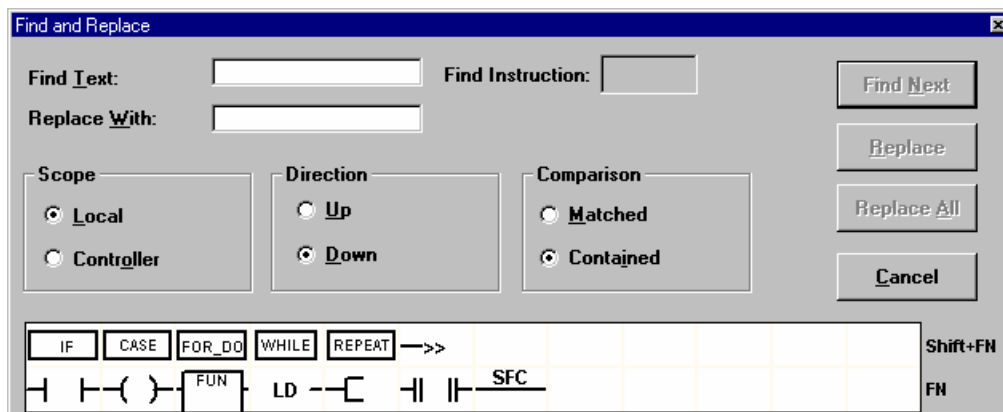 Find and Replace
Find Text:
Find Instruction:
Find Next
Replace With:
Replace
Scope
Direction
Comparison
Local
Up
Matched
Replace All
Controller
Down
Contained
Cancel
IF CASE FOR_DO WHILE REPEAT >> Shift+FN
FUN LD SFC FN